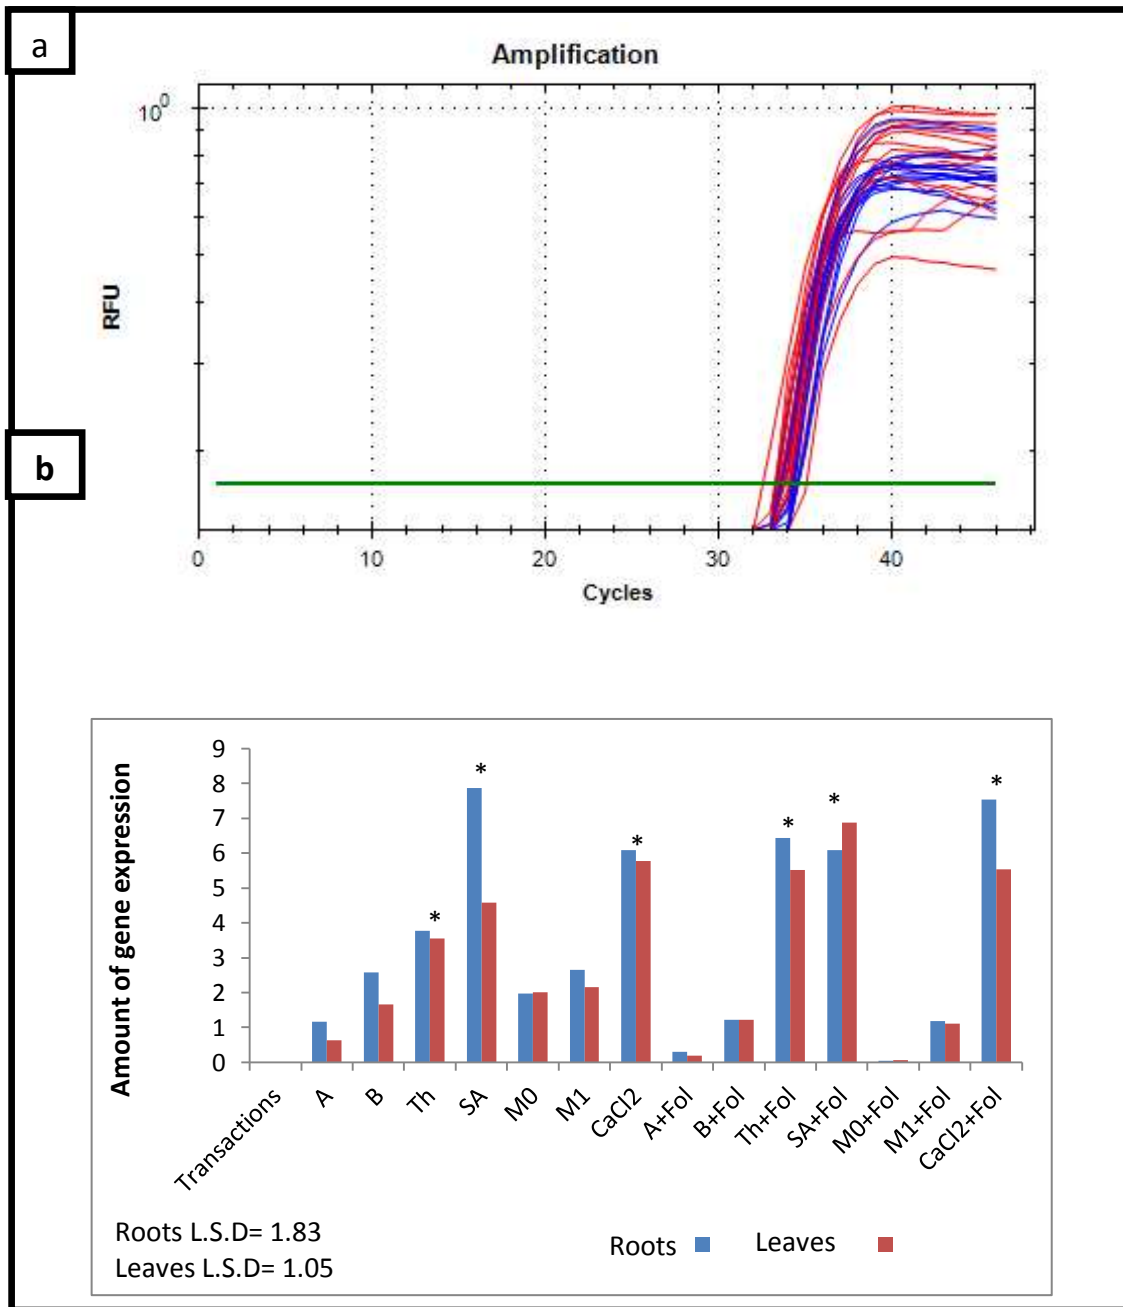 a
Amplification
10^0
RFU
b
0 10 20 30 40
Cycles
Amount of gene expression
9
8
7
6
5
4
3
2
1
0
* * * * * *
Transactions A B Th SA M0 M1 CaCl2 A+Fol B+Fol Th+Fol SA+Fol M0+Fol M1+Fol CaCl2+Fol
Roots L.S.D= 1.83
Leaves L.S.D= 1.05
Roots Leaves